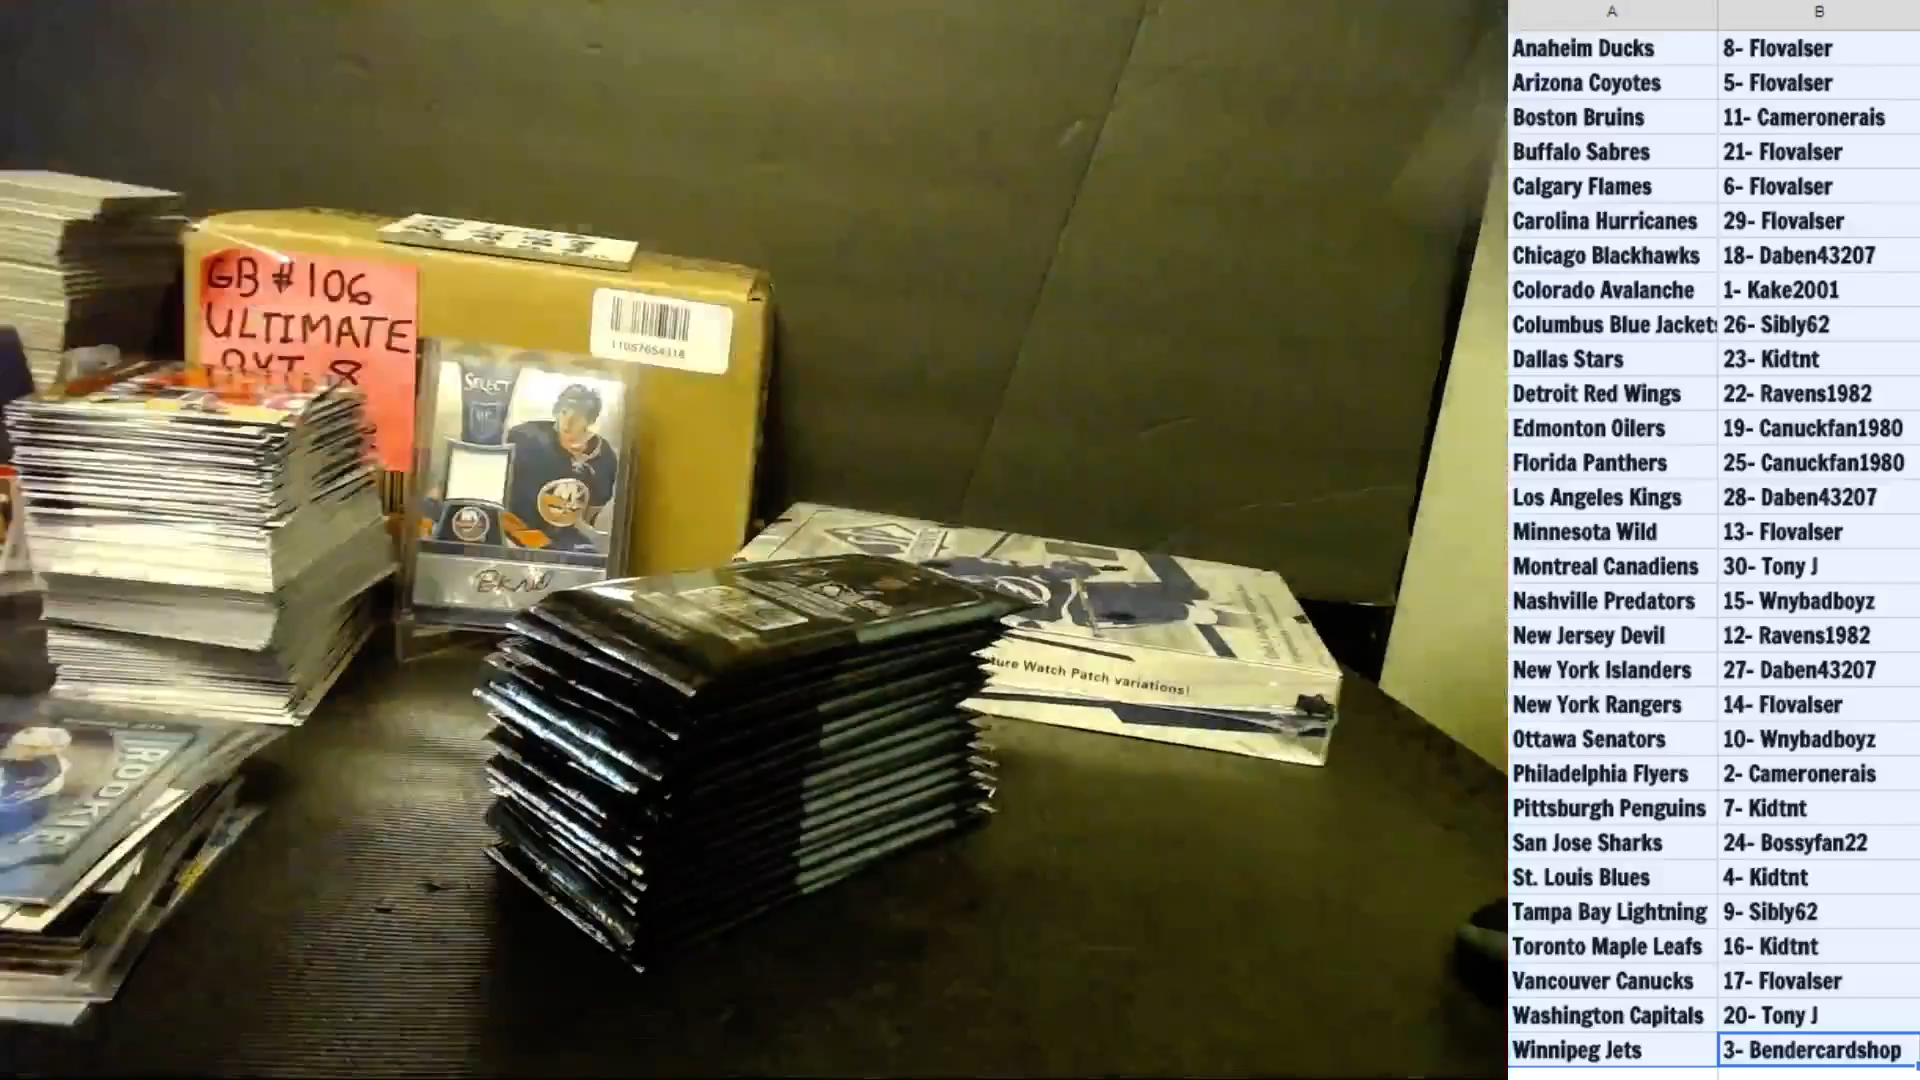 GB #106
ULTIMATE
8
11057654318
SELECT
ROOKIE
ture Watch Patch variations!
A B
Anaheim Ducks 8- Flovalser
Arizona Coyotes 5- Flovalser
Boston Bruins 11- Cameronerais
Buffalo Sabres 21- Flovalser
Calgary Flames 6- Flovalser
Carolina Hurricanes 29- Flovalser
Chicago Blackhawks 18- Daben43207
Colorado Avalanche 1- Kake2001
Columbus Blue Jackets 26- Sibly62
Dallas Stars 23- Kidtnt
Detroit Red Wings 22- Ravens1982
Edmonton Oilers 19- Canuckfan1980
Florida Panthers 25- Canuckfan1980
Los Angeles Kings 28- Daben43207
Minnesota Wild 13- Flovalser
Montreal Canadiens 30- Tony J
Nashville Predators 15- Wnybadboyz
New Jersey Devil 12- Ravens1982
New York Islanders 27- Daben43207
New York Rangers 14- Flovalser
Ottawa Senators 10- Wnybadboyz
Philadelphia Flyers 2- Cameronerais
Pittsburgh Penguins 7- Kidtnt
San Jose Sharks 24- Bossyfan22
St. Louis Blues 4- Kidtnt
Tampa Bay Lightning 9- Sibly62
Toronto Maple Leafs 16- Kidtnt
Vancouver Canucks 17- Flovalser
Washington Capitals 20- Tony J
Winnipeg Jets 3- Bendercardshop